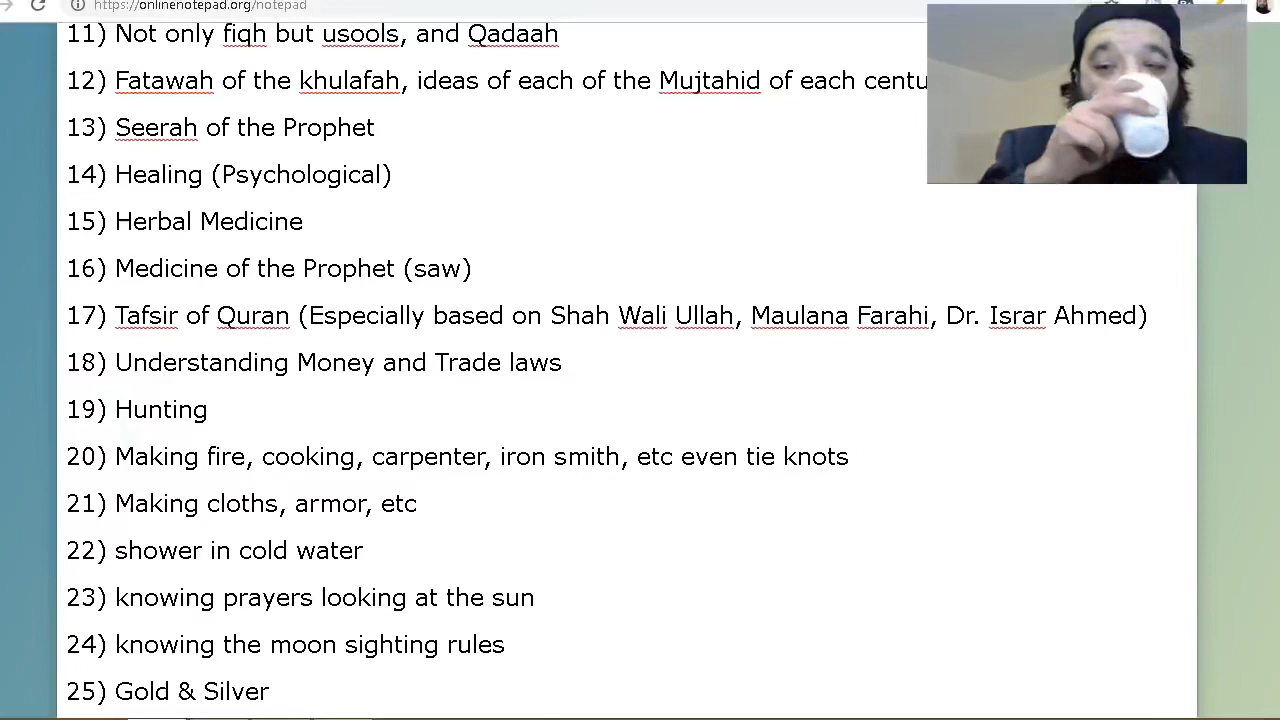 https://onlinenotepad.org/notepad
11) Not only fiqh but usools, and Qadaah
12) Fatawah of the khulafah, ideas of each of the Mujtahid of each centu
13) Seerah of the Prophet
14) Healing (Psychological)
15) Herbal Medicine
16) Medicine of the Prophet (saw)
17) Tafsir of Quran (Especially based on Shah Wali Ullah, Maulana Farahi, Dr. Israr Ahmed)
18) Understanding Money and Trade laws
19) Hunting
20) Making fire, cooking, carpenter, iron smith, etc even tie knots
21) Making cloths, armor, etc
22) shower in cold water
23) knowing prayers looking at the sun
24) knowing the moon sighting rules
25) Gold & Silver